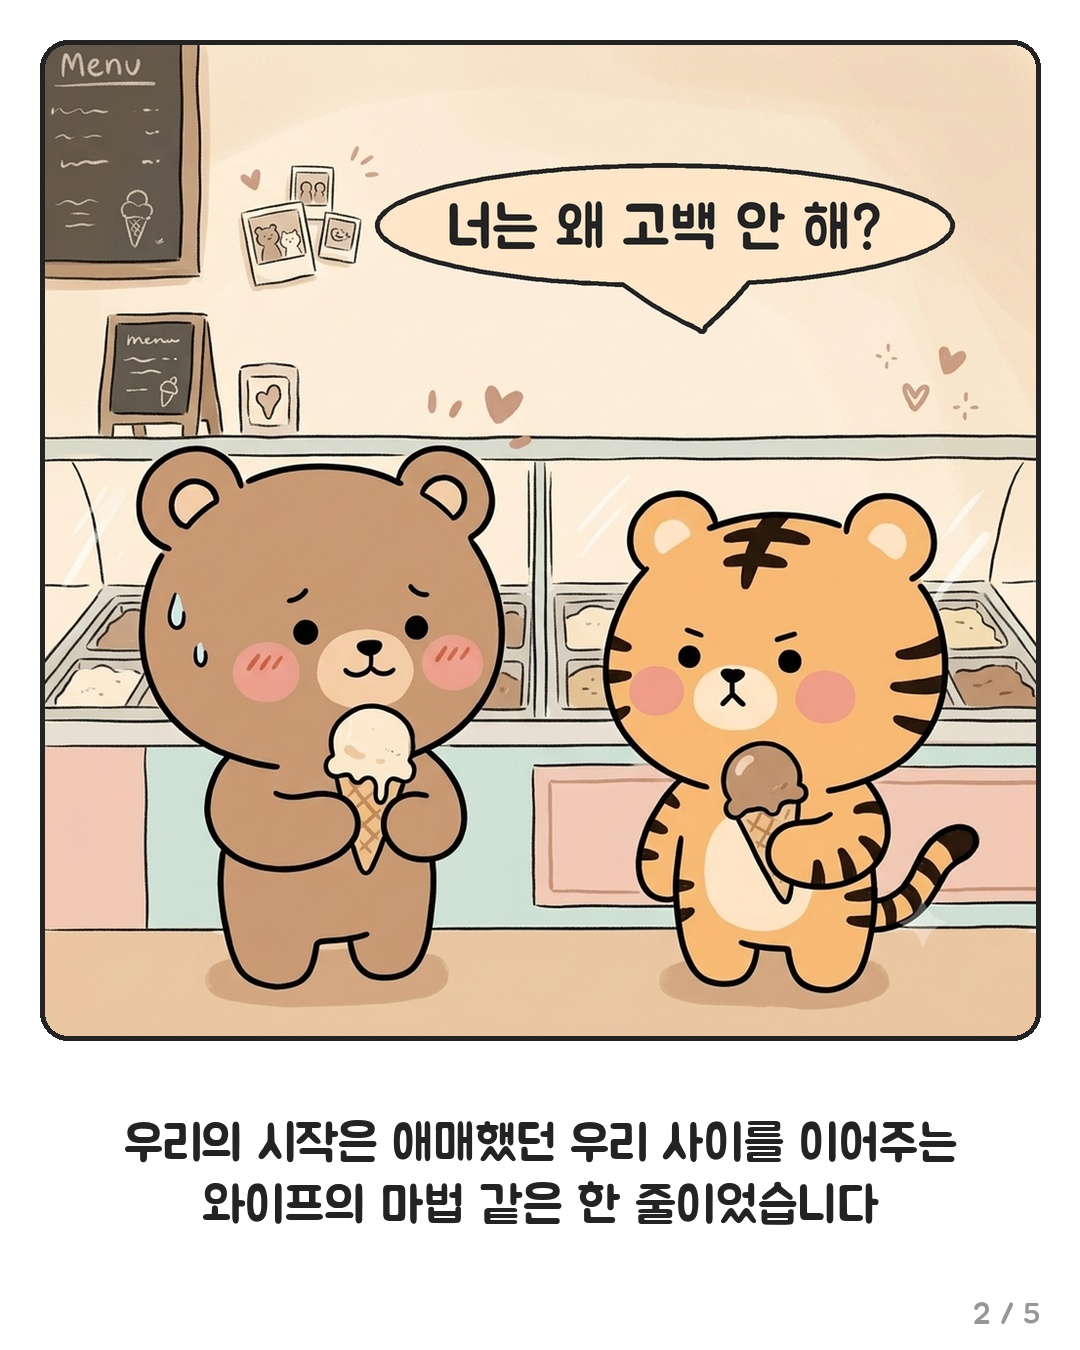 Menu
너는 왜 고백 안 해?
menu
우리의 시작은 애매했던 우리 사이를 이어주는
와이프의 마법 같은 한 줄이었습니다
2 / 5